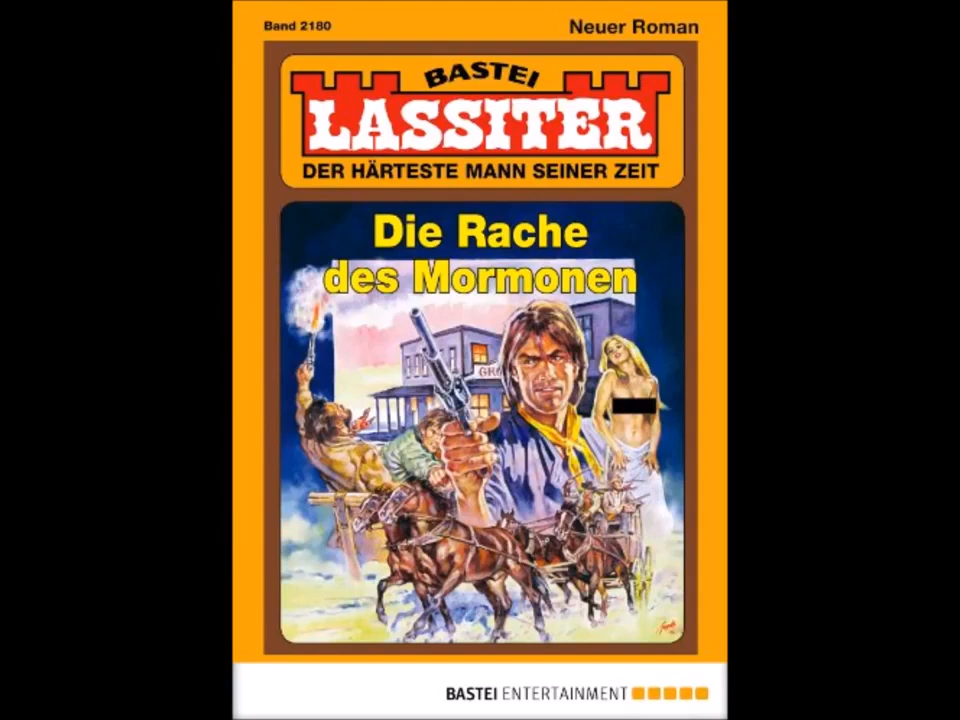 Band 2180
Neuer Roman
BASTEI
LASSITER
DER HÄRTESTE MANN SEINER ZEIT
Die Rache
des Mormonen
BASTEI ENTERTAINMENT